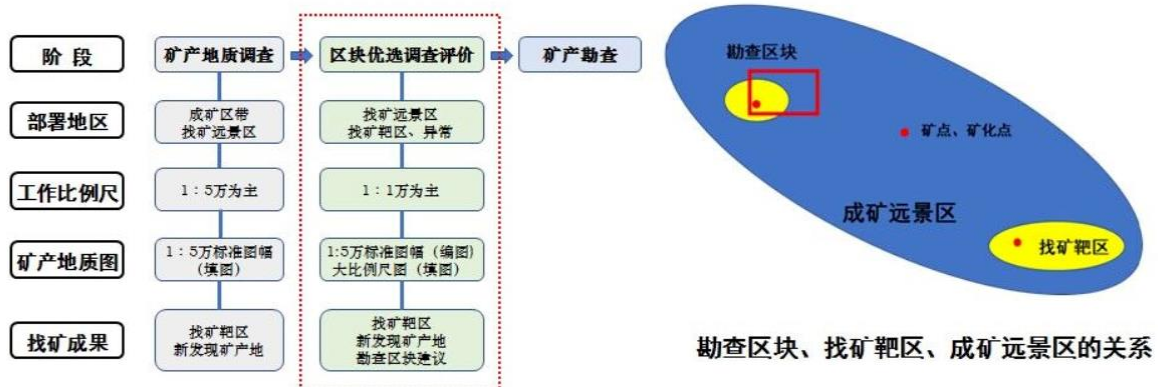 阶 段
矿产地质调查
区块优选调查评价
矿产勘查
部署地区
成矿区带
找矿远景区
找矿远景区
找矿靶区、异常
工作比例尺
1：5万为主
1：1万为主
矿产地质图
1：5万标准图幅
(填图)
1:5万标准图幅（编图)
大比例尺图（填图)
找矿成果
找矿靶区
新发现矿产地
找矿靶区
新发现矿产地
勘查区块建议
勘查区块
矿点、矿化点
成矿远景区
找矿靶区
勘查区块、找矿靶区、成矿远景区的关系